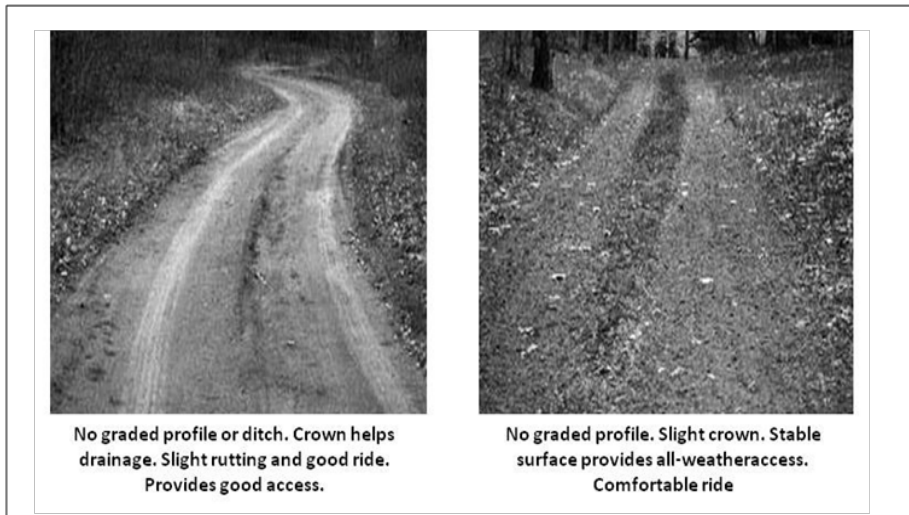 No graded profile or ditch. Crown helps
drainage. Slight rutting and good ride.
Provides good access.
No graded profile. Slight crown. Stable
surface provides all-weatheraccess.
Comfortable ride